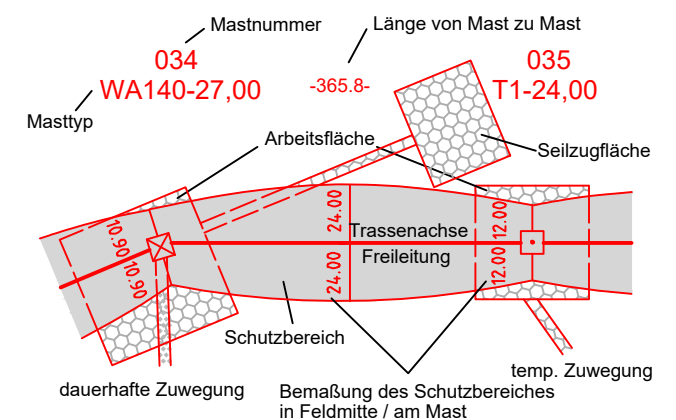 Mastnummer
Länge von Mast zu Mast
034
WA140-27,00
-365.8-
035
T1-24,00
Masttyp
Arbeitsfläche
Seilzugfläche
10.90
10.90
24.00
24.00
Trassenachse
Freileitung
12.00
12.00
Schutzbereich
temp. Zuwegung
dauerhafte Zuwegung
Bemaßung des Schutzbereiches
in Feldmitte / am Mast